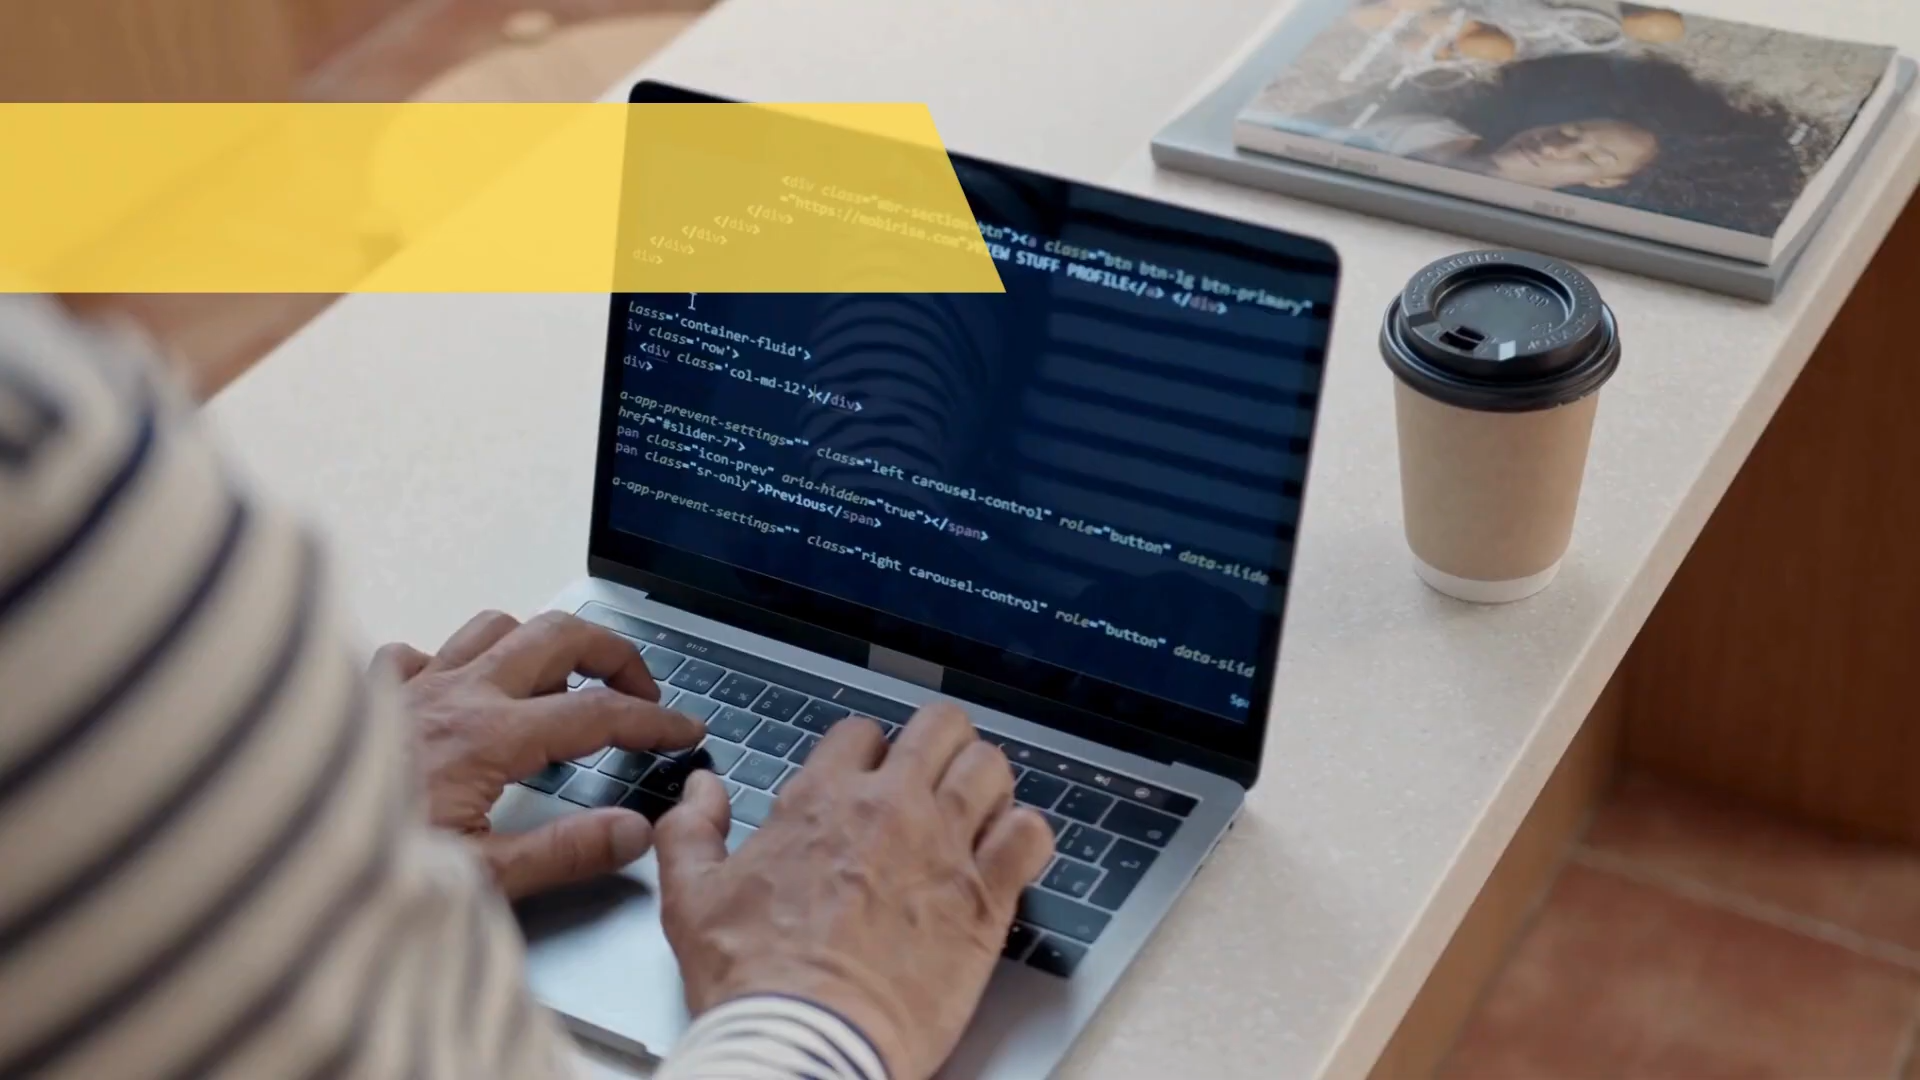 <div class="mbr-section-btn"><a class="btn btn-lg btn-primary"
="https://mobirise.com">VIEW STUFF PROFILE</a> </div>
</div>
</div>
</div>
</div>
div>
lass='container-fluid'>
iv class='row'>
<div class='col-md-12'></div>
div>
a-app-prevent-settings="" class="left carousel-control" role="button" data-slide
href="#slider-7">
pan class="icon-prev" aria-hidden="true"></span>
pan class="sr-only">Previous</span>
a-app-prevent-settings="" class="right carousel-control" role="button" data-slid